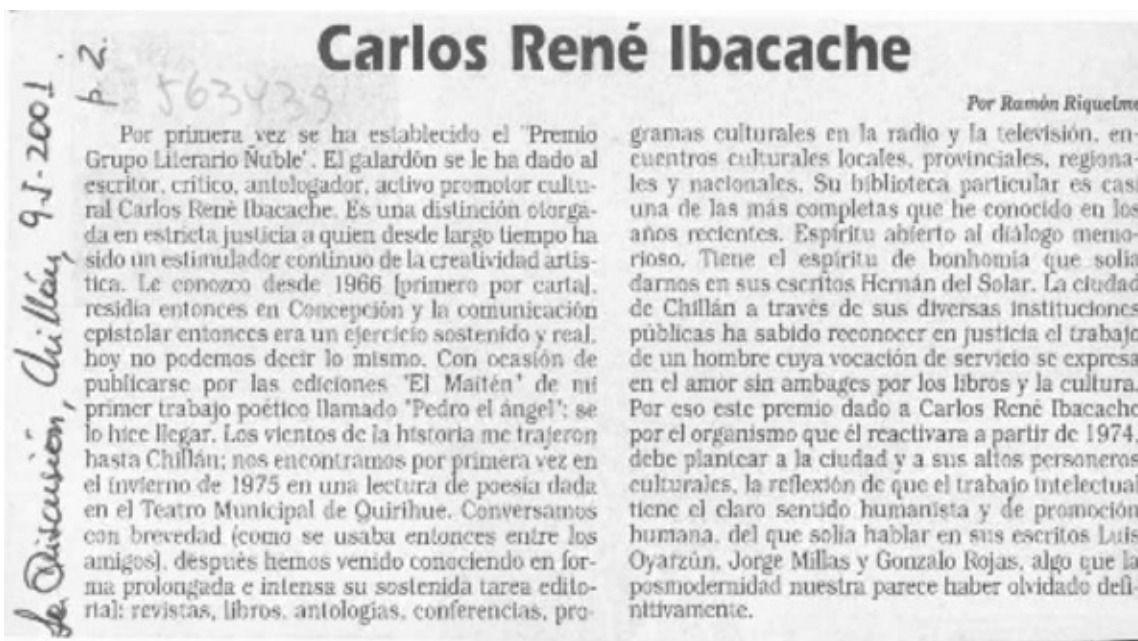 Carlos René Ibacache
Por Ramón Riquelme
La Discusión, Chillán, 9-I-2001. p. 2.
563439
Por primera vez se ha establecido el "Premio
Grupo Literario Ñuble". El galardón se le ha dado al
escritor, crítico, antologador, activo promotor cultu-
ral Carlos René Ibacache. Es una distinción otorga-
da en estricta justicia a quien desde largo tiempo ha
sido un estimulador continuo de la creatividad artís-
tica. Le conozco desde 1966 (primero por carta),
residía entonces en Concepción y la comunicación
epistolar entonces era un ejercicio sostenido y real,
hoy no podemos decir lo mismo. Con ocasión de
publicarse por las ediciones "El Maitén" de mi
primer trabajo poético llamado "Pedro el ángel"; se
lo hice llegar. Los vientos de la historia me trajeron
hasta Chillán; nos encontramos por primera vez en
el invierno de 1975 en una lectura de poesía dada
en el Teatro Municipal de Quirihue. Conversamos
con brevedad (como se usaba entonces entre los
amigos), después hemos venido conociendo en for-
ma prolongada e intensa su sostenida tarea edito-
rial: revistas, libros, antologías, conferencias, pro-
gramas culturales en la radio y la televisión, en-
cuentros culturales locales, provinciales, regiona-
les y nacionales. Su biblioteca particular es casi
una de las más completas que he conocido en los
años recientes. Espíritu abierto al diálogo memo-
rioso. Tiene el espíritu de bonhomía que solía
darnos en sus escritos Hernán del Solar. La ciudad
de Chillán a través de sus diversas instituciones
públicas ha sabido reconocer en justicia el trabajo
de un hombre cuya vocación de servicio se expresa
en el amor sin ambages por los libros y la cultura.
Por eso este premio dado a Carlos René Ibacache
por el organismo que él reactivara a partir de 1974,
debe plantear a la ciudad y a sus altos personeros
culturales, la reflexión de que el trabajo intelectual
tiene el claro sentido humanista y de promoción
humana, del que solía hablar en sus escritos Luis
Oyarzún, Jorge Millas y Gonzalo Rojas, algo que la
posmodernidad nuestra parece haber olvidado defi-
nitivamente.